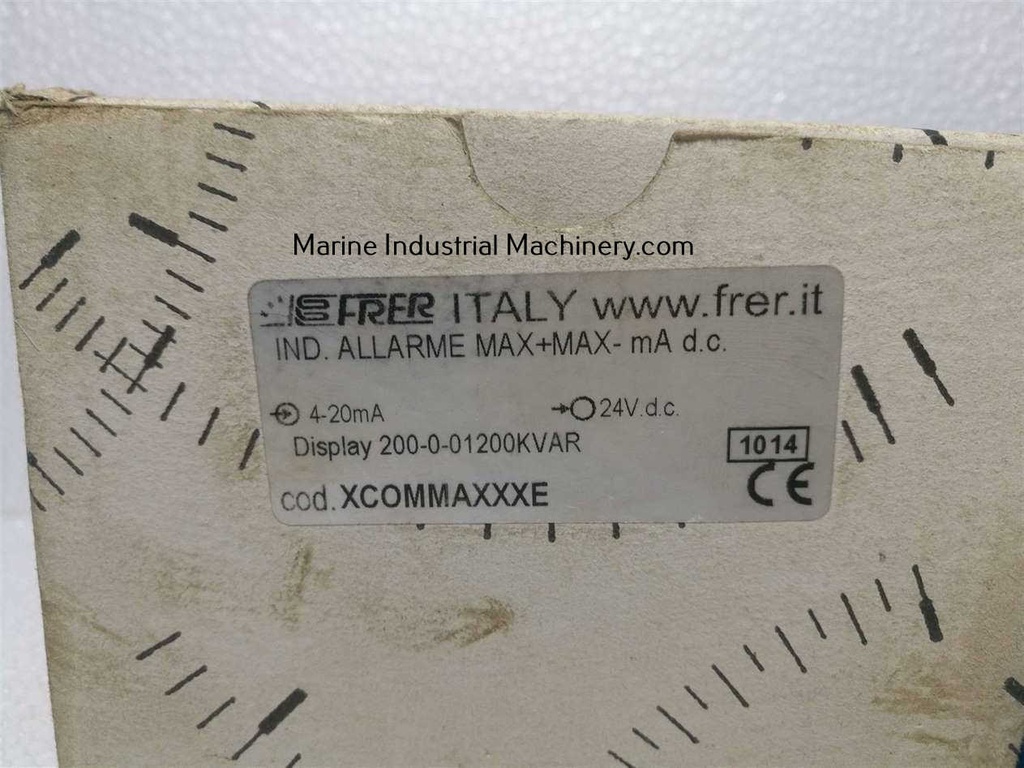 Marine Industrial Machinery.com
FRER ITALY www.frer.it
IND. ALLARME MAX+MAX- mA d.c.
4-20mA 24V.d.c.
Display 200-0-01200KVAR
1014
cod. XCOMMAXXXE CE